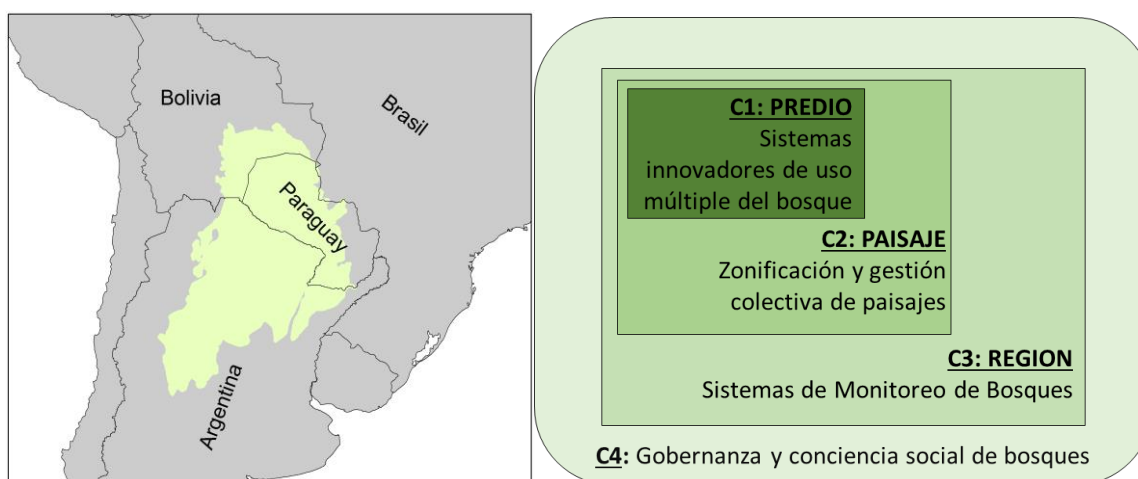 Bolivia
Brasil
Paraguay
Argentina
C1: PREDIO
Sistemas
innovadores de uso
múltiple del bosque
C2: PAISAJE
Zonificación y gestión
colectiva de paisajes
C3: REGION
Sistemas de Monitoreo de Bosques
C4: Gobernanza y conciencia social de bosques